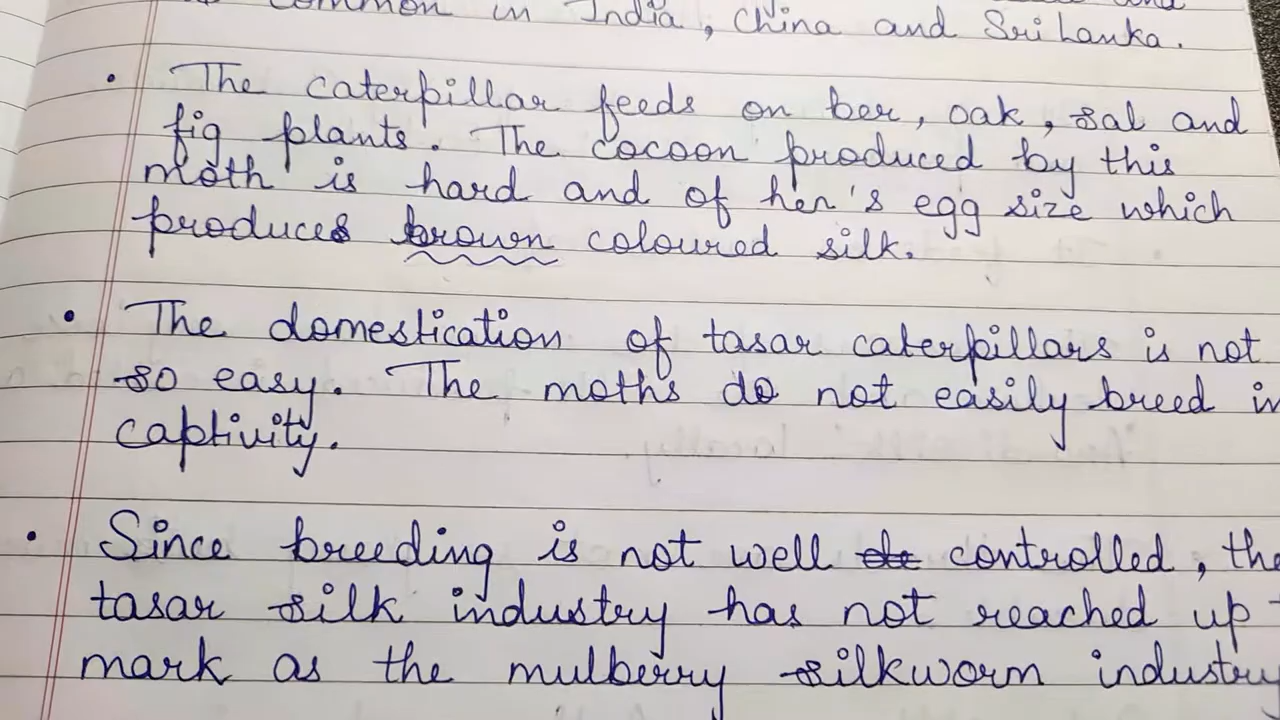 common in India, China and Sri Lanka.
• The caterpillar feeds on ber, oak, sal and
fig plants. The cocoon produced by this
moth is hard and of hen's egg size which
produces brown coloured silk.
• The domestication of tasar caterpillars is not
so easy. The moths do not easily breed in
captivity.
• Since breeding is not well controlled, the
tasar silk industry has not reached up
mark as the mulberry silkworm industry